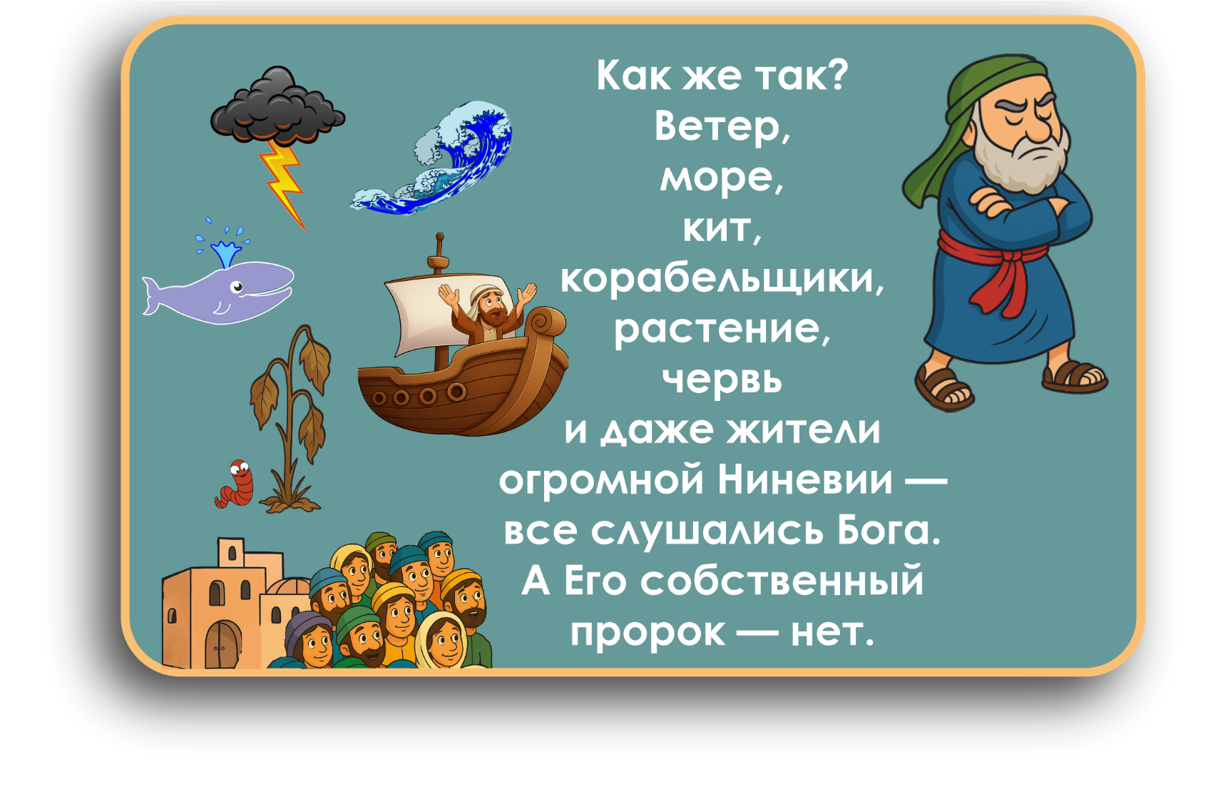 Как же так?
Ветер,
море,
кит,
корабельщики,
растение,
червь
и даже жители
огромной Ниневии —
все слушались Бога.
А Его собственный
пророк — нет.